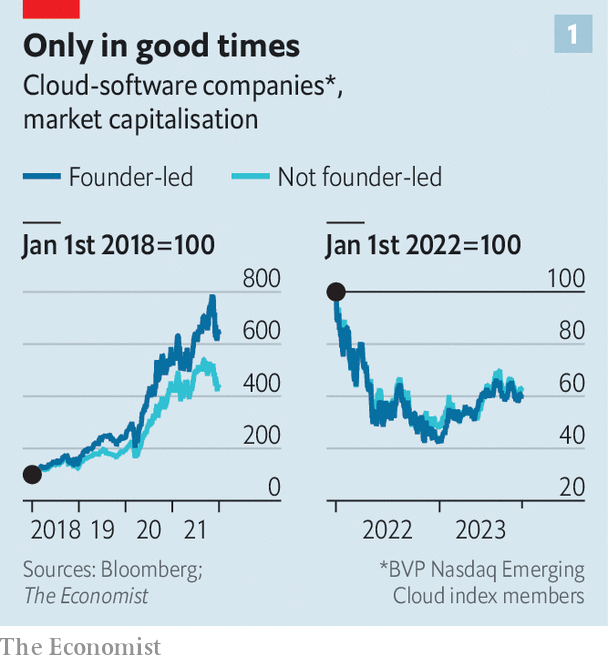 Only in good times
1
Cloud-software companies*,
market capitalisation
Founder-led
Not founder-led
Jan 1st 2018=100
800
600
400
200
0
2018 19 20 21
Jan 1st 2022=100
100
80
60
40
20
2022 2023
Sources: Bloomberg;
The Economist
*BVP Nasdaq Emerging
Cloud index members
The Economist